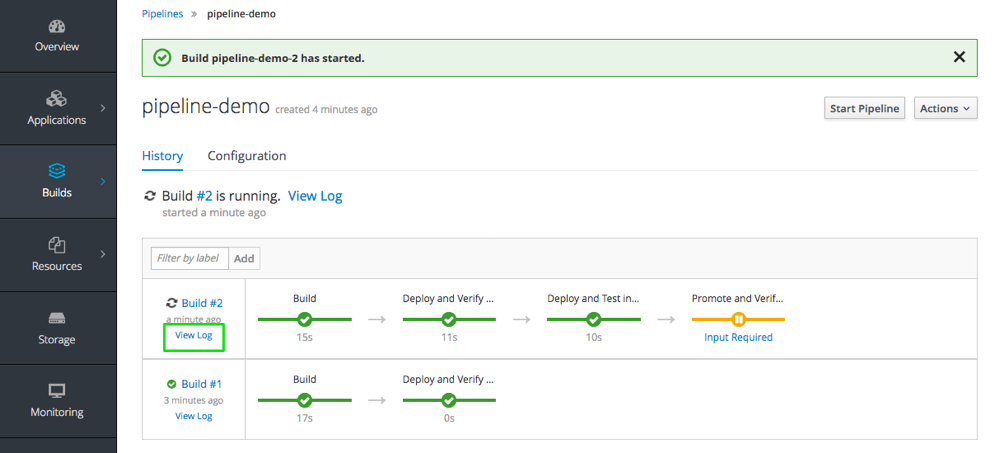 Pipelines » pipeline-demo
Overview
Build pipeline-demo-2 has started.
pipeline-demo created 4 minutes ago
Start Pipeline
Actions
Applications
History
Configuration
Builds
Build #2 is running. View Log
started a minute ago
Resources
Filter by label
Add
Build #2
a minute ago
View Log
Build
15s
Deploy and Verify ...
11s
Deploy and Test in...
10s
Promote and Verif...
Input Required
Storage
Build #1
3 minutes ago
View Log
Build
17s
Deploy and Verify ...
0s
Monitoring